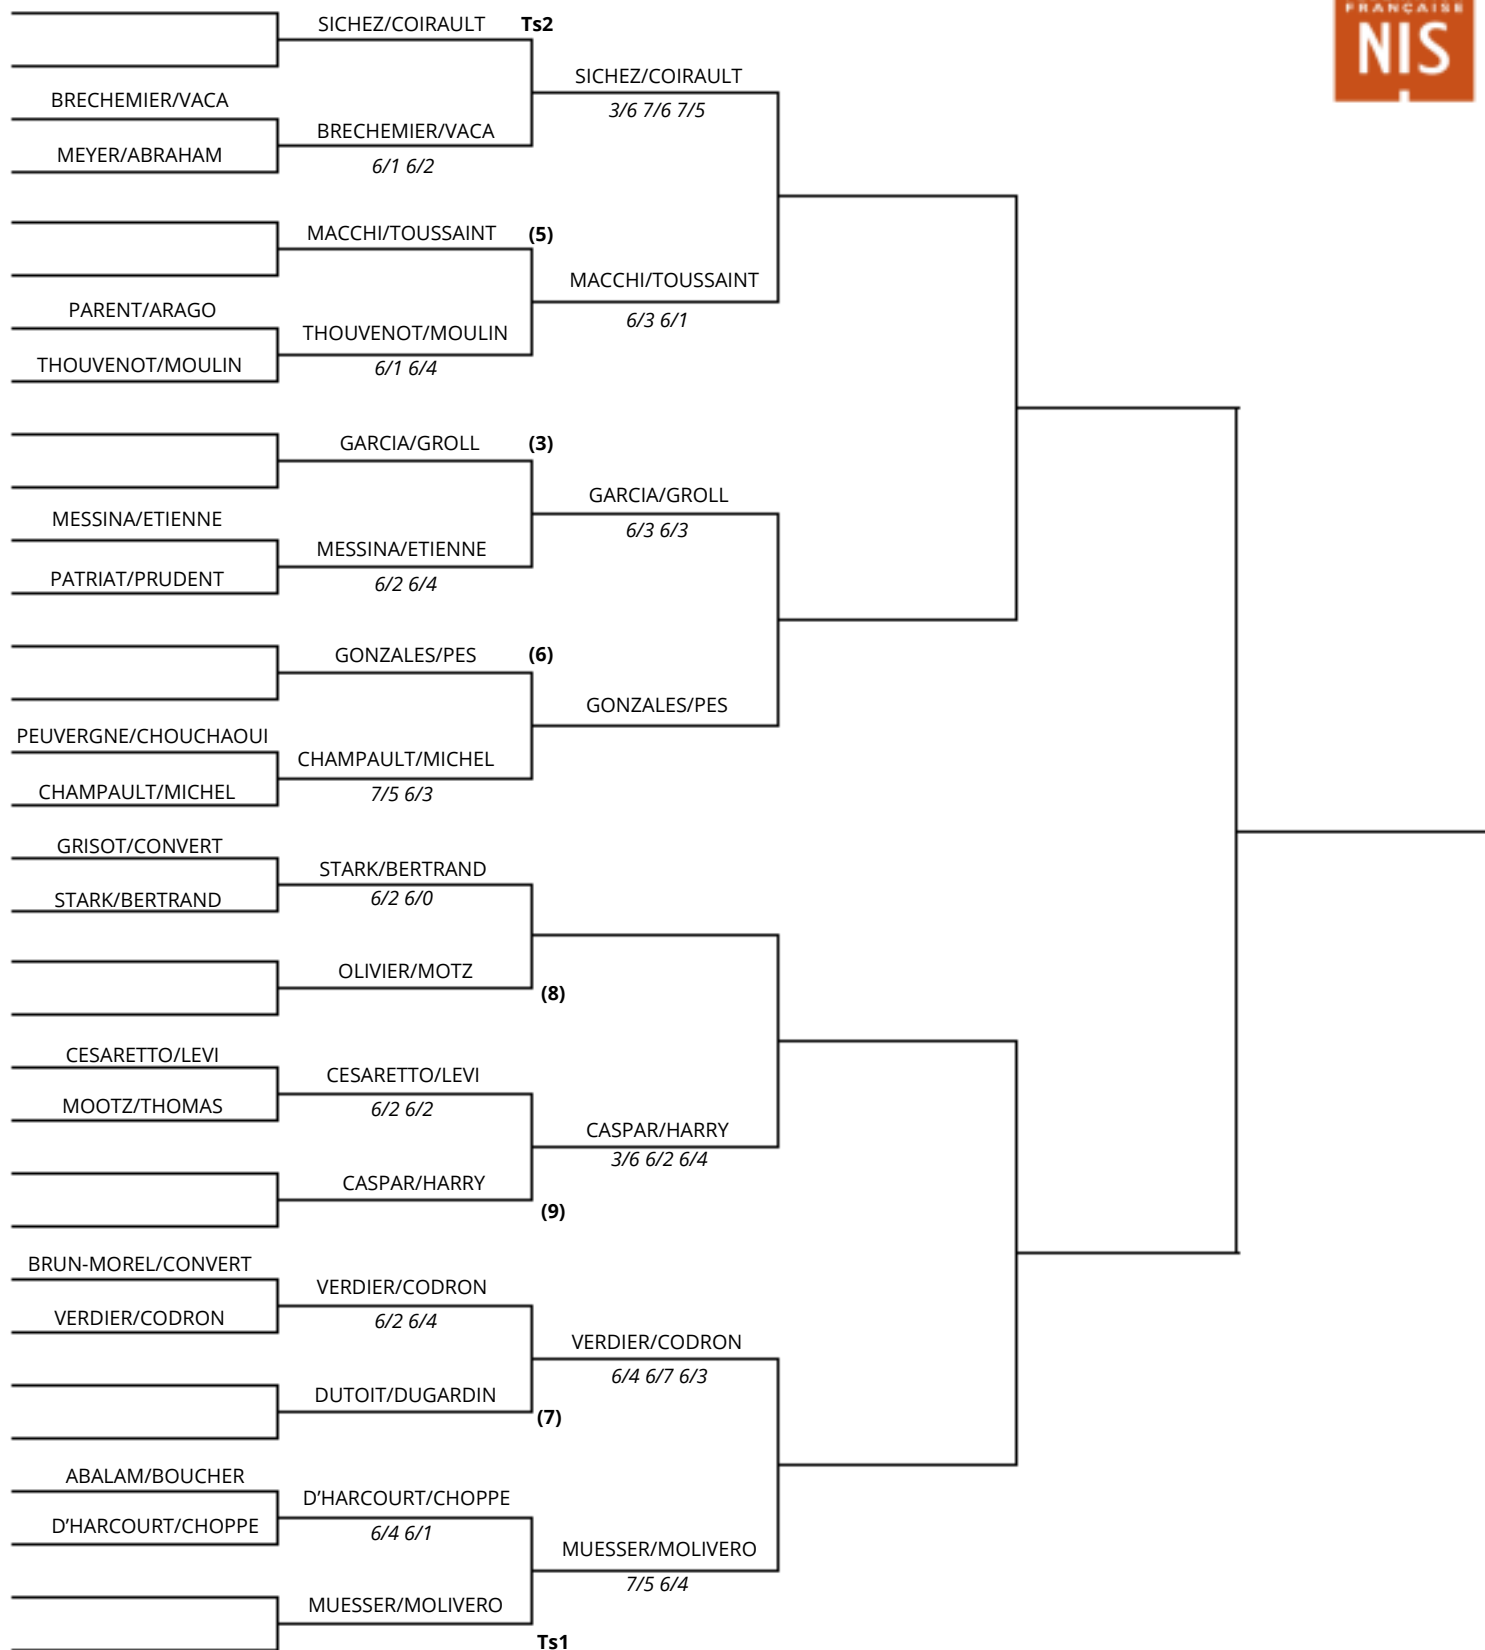 FRANÇAISE
NIS
SICHEZ/COIRAULT Ts2
SICHEZ/COIRAULT
3/6 7/6 7/5
BRECHEMIER/VACA
BRECHEMIER/VACA
MEYER/ABRAHAM
6/1 6/2
MACCHI/TOUSSAINT (5)
MACCHI/TOUSSAINT
6/3 6/1
PARENT/ARAGO
THOUVENOT/MOULIN
THOUVENOT/MOULIN
6/1 6/4
GARCIA/GROLL (3)
GARCIA/GROLL
6/3 6/3
MESSINA/ETIENNE
MESSINA/ETIENNE
PATRIAT/PRUDENT
6/2 6/4
GONZALES/PES (6)
GONZALES/PES
PEUVERGNE/CHOUCHAOUI
CHAMPAULT/MICHEL
CHAMPAULT/MICHEL
7/5 6/3
GRISOT/CONVERT
STARK/BERTRAND
6/2 6/0
STARK/BERTRAND
OLIVIER/MOTZ
(8)
CESARETTO/LEVI
CESARETTO/LEVI
MOOTZ/THOMAS
6/2 6/2
CASPAR/HARRY
3/6 6/2 6/4
CASPAR/HARRY
(9)
BRUN-MOREL/CONVERT
VERDIER/CODRON
VERDIER/CODRON
6/2 6/4
VERDIER/CODRON
6/4 6/7 6/3
DUTOIT/DUGARDIN
(7)
ABALAM/BOUCHER
D'HARCOURT/CHOPPE
D'HARCOURT/CHOPPE
6/4 6/1
MUESSER/MOLIVERO
7/5 6/4
MUESSER/MOLIVERO
Ts1